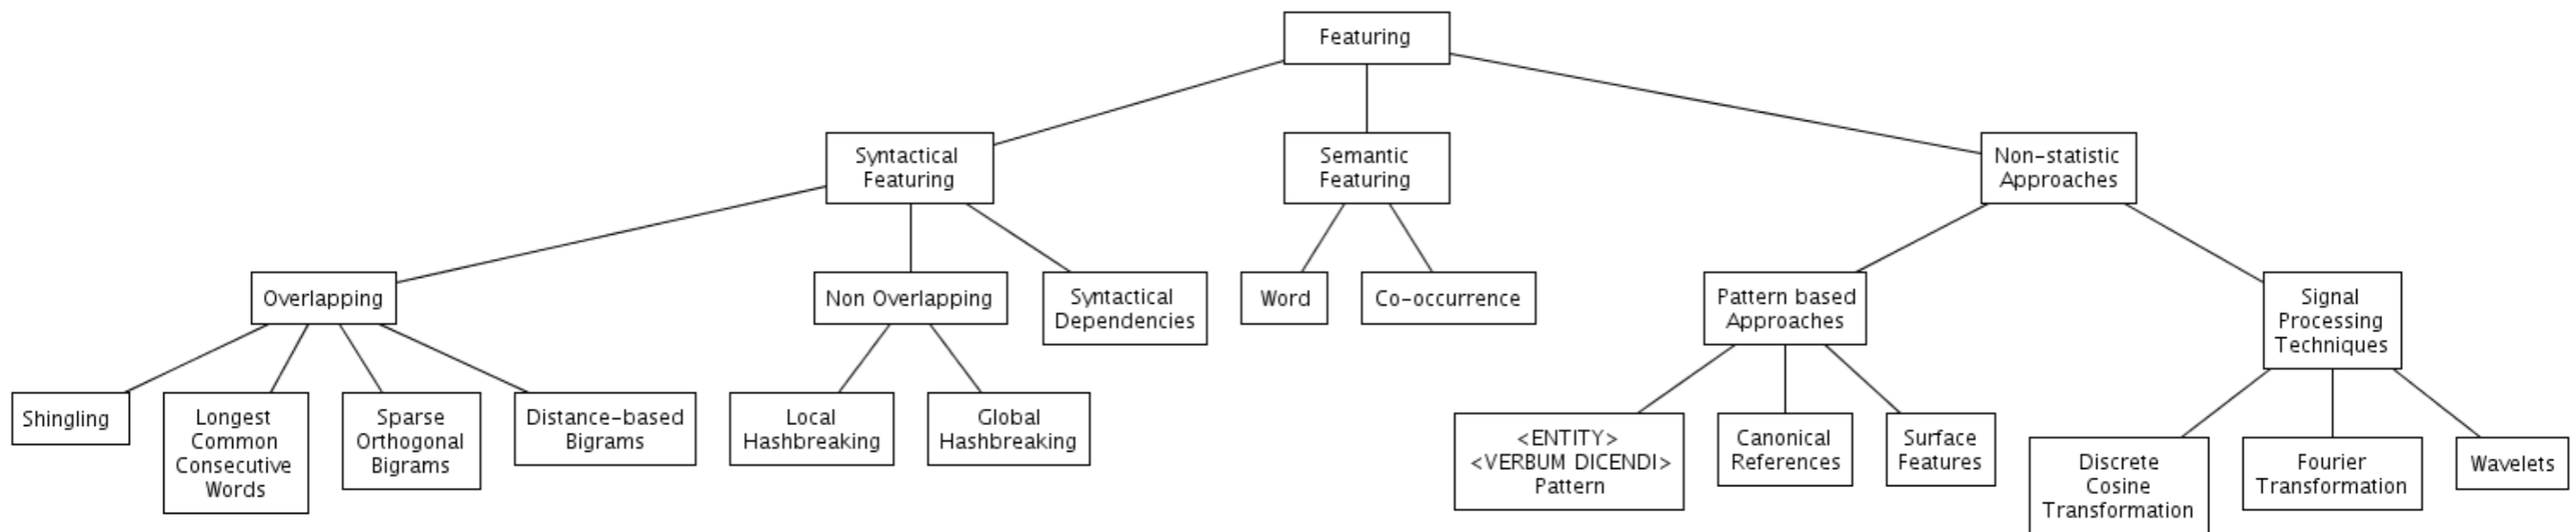 Featuring
Syntactical
Featuring
Semantic
Featuring
Non-statistic
Approaches
Overlapping
Non Overlapping
Syntactical
Dependencies
Word
Co-occurrence
Pattern based
Approaches
Signal
Processing
Techniques
Shingling
Longest
Common
Consecutive
Words
Sparse
Orthogonal
Bigrams
Distance-based
Bigrams
Local
Hashbreaking
Global
Hashbreaking
<ENTITY>
<VERBUM DICENDI>
Pattern
Canonical
References
Surface
Features
Discrete
Cosine
Transformation
Fourier
Transformation
Wavelets